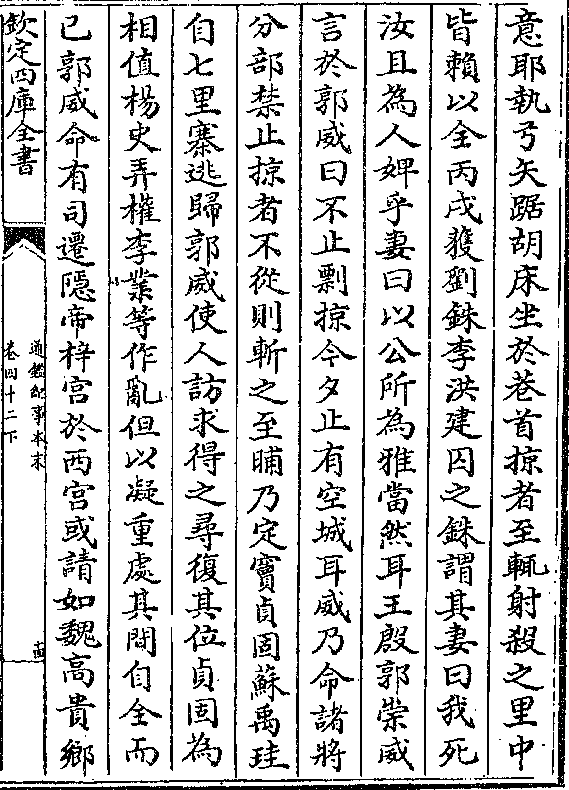 意耶執弓矢踞胡床坐於巷首掠者至輒射殺之里中
皆賴以全丙戌獲劉銖李洪建囚之銖謂其妻曰我死
汝且為人婢乎妻曰以公所為雅當然耳王殷郭崇威
言於郭威曰不止剽掠今夕止有空城耳威乃命諸將
分部禁止掠者不從則斬之至晡乃定竇貞固蘇禹珪
自七里寨逃歸郭威使人訪求得之尋復其位貞固為
相值楊史弄權李業等作亂但以凝重處其間自全而
已郭威命有司遷隱帝梓宫於西宫或請如魏高貴鄉
欽定四庫全書
通鑑紀事本末
卷四十二下